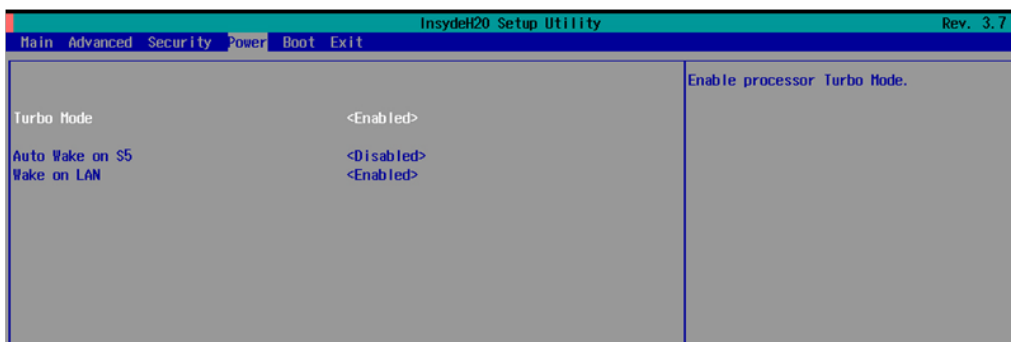 InsydeH20 Setup Utility Rev. 3.7
Main Advanced Security Power Boot Exit
Enable processor Turbo Mode.
Turbo Mode <Enabled>
Auto Wake on S5 <Disabled>
Wake on LAN <Enabled>